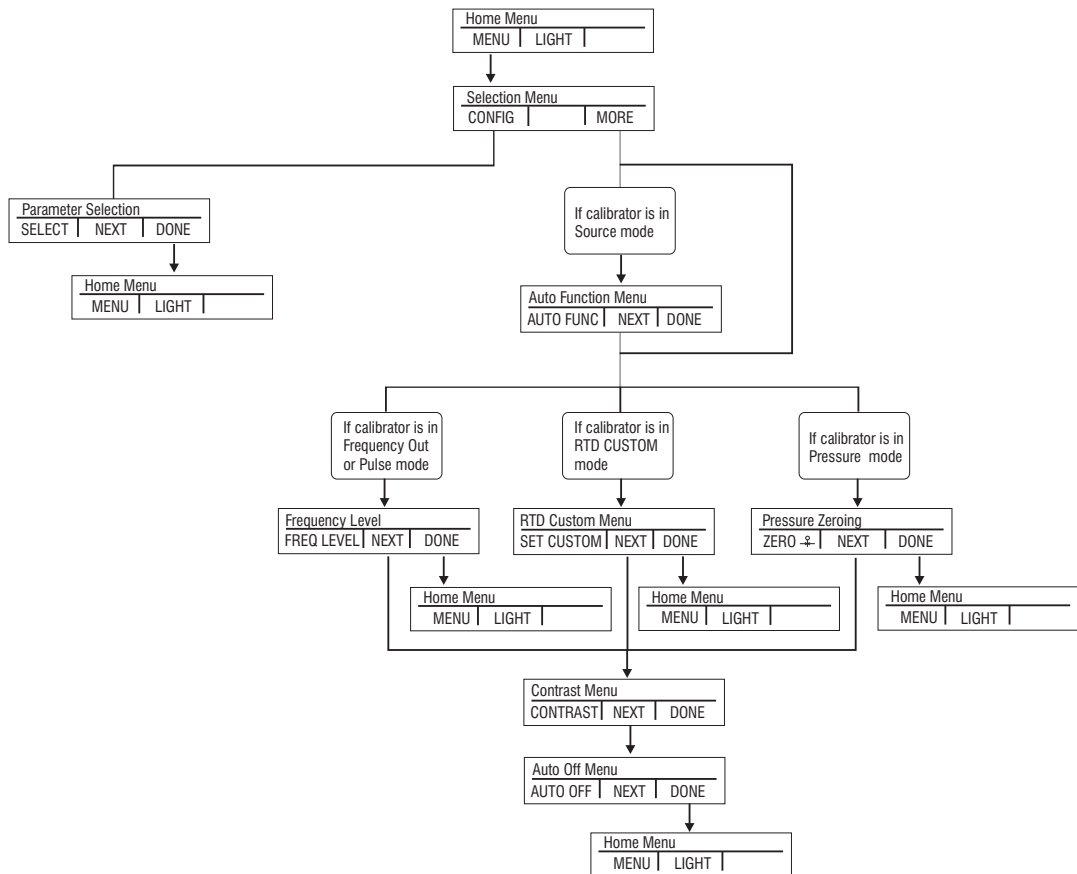 Home Menu
MENU LIGHT
Selection Menu
CONFIG MORE
Parameter Selection
SELECT NEXT DONE
Home Menu
MENU LIGHT
If calibrator is in
Source mode
Auto Function Menu
AUTO FUNC NEXT DONE
If calibrator is in
Frequency Out
or Pulse mode
If calibrator is in
RTD CUSTOM
mode
If calibrator is in
Pressure mode
Frequency Level
FREQ LEVEL NEXT DONE
Home Menu
MENU LIGHT
RTD Custom Menu
SET CUSTOM NEXT DONE
Home Menu
MENU LIGHT
Pressure Zeroing
ZERO NEXT DONE
Home Menu
MENU LIGHT
Contrast Menu
CONTRAST NEXT DONE
Auto Off Menu
AUTO OFF NEXT DONE
Home Menu
MENU LIGHT